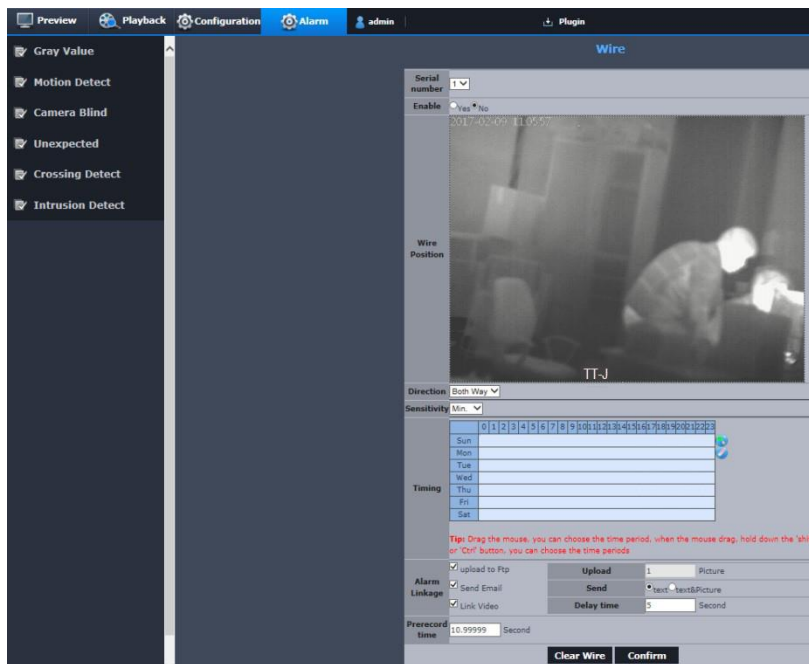 Preview Playback Configuration Alarm admin Plugin
Gray Value
Motion Detect
Camera Blind
Unexpected
Crossing Detect
Intrusion Detect
Wire
Serial number 1
Enable Yes No
2017-02-09 11:05:57
Wire Position
TT-J
Direction Both Way
Sensitivity Min.
0 1 2 3 4 5 6 7 8 9 10 11 12 13 14 15 16 17 18 19 20 21 22 23
Sun
Mon
Tue
Wed
Timing Thu
Fri
Sat
Tip: Drag the mouse, you can choose the time period, when the mouse drag, hold down the 'shi
or 'Ctrl' button, you can choose the time periods
Alarm Linkage
upload to Ftp Upload 1 Picture
Send Email Send text text&Picture
Link Video Delay time 5 Second
Prerecord time 10.99999 Second
Clear Wire Confirm